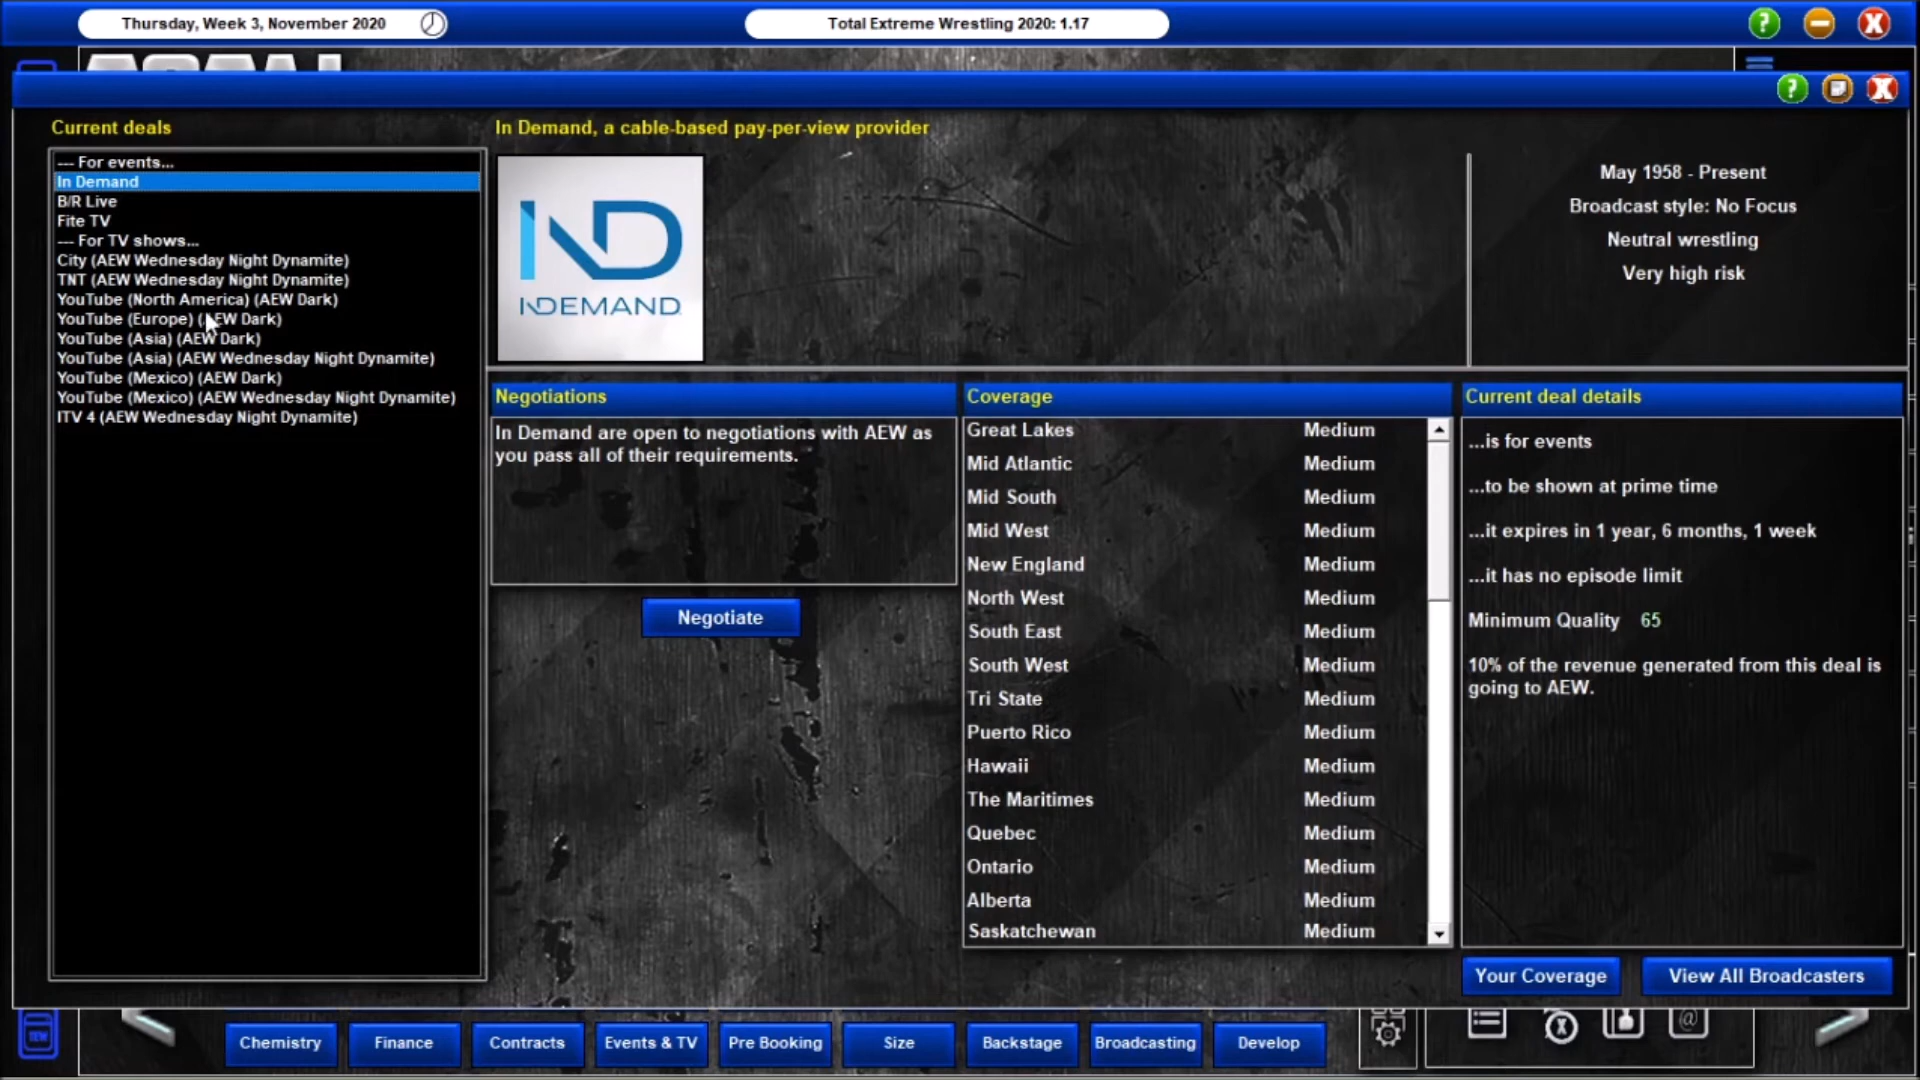 Thursday, Week 3, November 2020
Total Extreme Wrestling 2020: 1.17
Current deals
--- For events...
In Demand
B/R Live
Fite TV
--- For TV shows...
City (AEW Wednesday Night Dynamite)
TNT (AEW Wednesday Night Dynamite)
YouTube (North America) (AEW Dark)
YouTube (Europe) (AEW Dark)
YouTube (Asia) (AEW Dark)
YouTube (Asia) (AEW Wednesday Night Dynamite)
YouTube (Mexico) (AEW Dark)
YouTube (Mexico) (AEW Wednesday Night Dynamite)
ITV 4 (AEW Wednesday Night Dynamite)
In Demand, a cable-based pay-per-view provider
IND
INDEMAND
May 1958 - Present
Broadcast style: No Focus
Neutral wrestling
Very high risk
Negotiations
In Demand are open to negotiations with AEW as
you pass all of their requirements.
Negotiate
Coverage
Great Lakes Medium
Mid Atlantic Medium
Mid South Medium
Mid West Medium
New England Medium
North West Medium
South East Medium
South West Medium
Tri State Medium
Puerto Rico Medium
Hawaii Medium
The Maritimes Medium
Quebec Medium
Ontario Medium
Alberta Medium
Saskatchewan Medium
Current deal details
...is for events
...to be shown at prime time
...it expires in 1 year, 6 months, 1 week
...it has no episode limit
Minimum Quality 65
10% of the revenue generated from this deal is
going to AEW.
Your Coverage
View All Broadcasters
Chemistry
Finance
Contracts
Events & TV
Pre Booking
Size
Backstage
Broadcasting
Develop